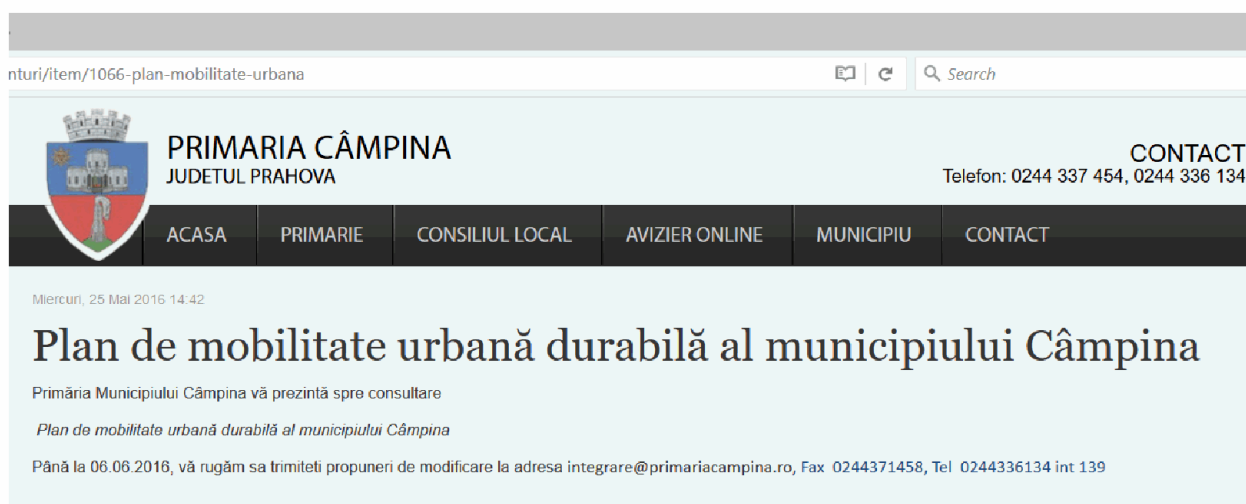 nturi/item/1066-plan-mobilitate-urbana
Search
PRIMARIA CÂMPINA
JUDETUL PRAHOVA
CONTACT
Telefon: 0244 337 454, 0244 336 134
ACASA PRIMARIE CONSILIUL LOCAL AVIZIER ONLINE MUNICIPIU CONTACT
Miercuri, 25 Mai 2016 14:42
Plan de mobilitate urbană durabilă al municipiului Câmpina
Primăria Municipiului Câmpina vă prezintă spre consultare
Plan de mobilitate urbană durabilă al municipiului Câmpina
Până la 06.06.2016, vă rugăm sa trimiteti propuneri de modificare la adresa integrare@primariacampina.ro, Fax 0244371458, Tel 0244336134 int 139